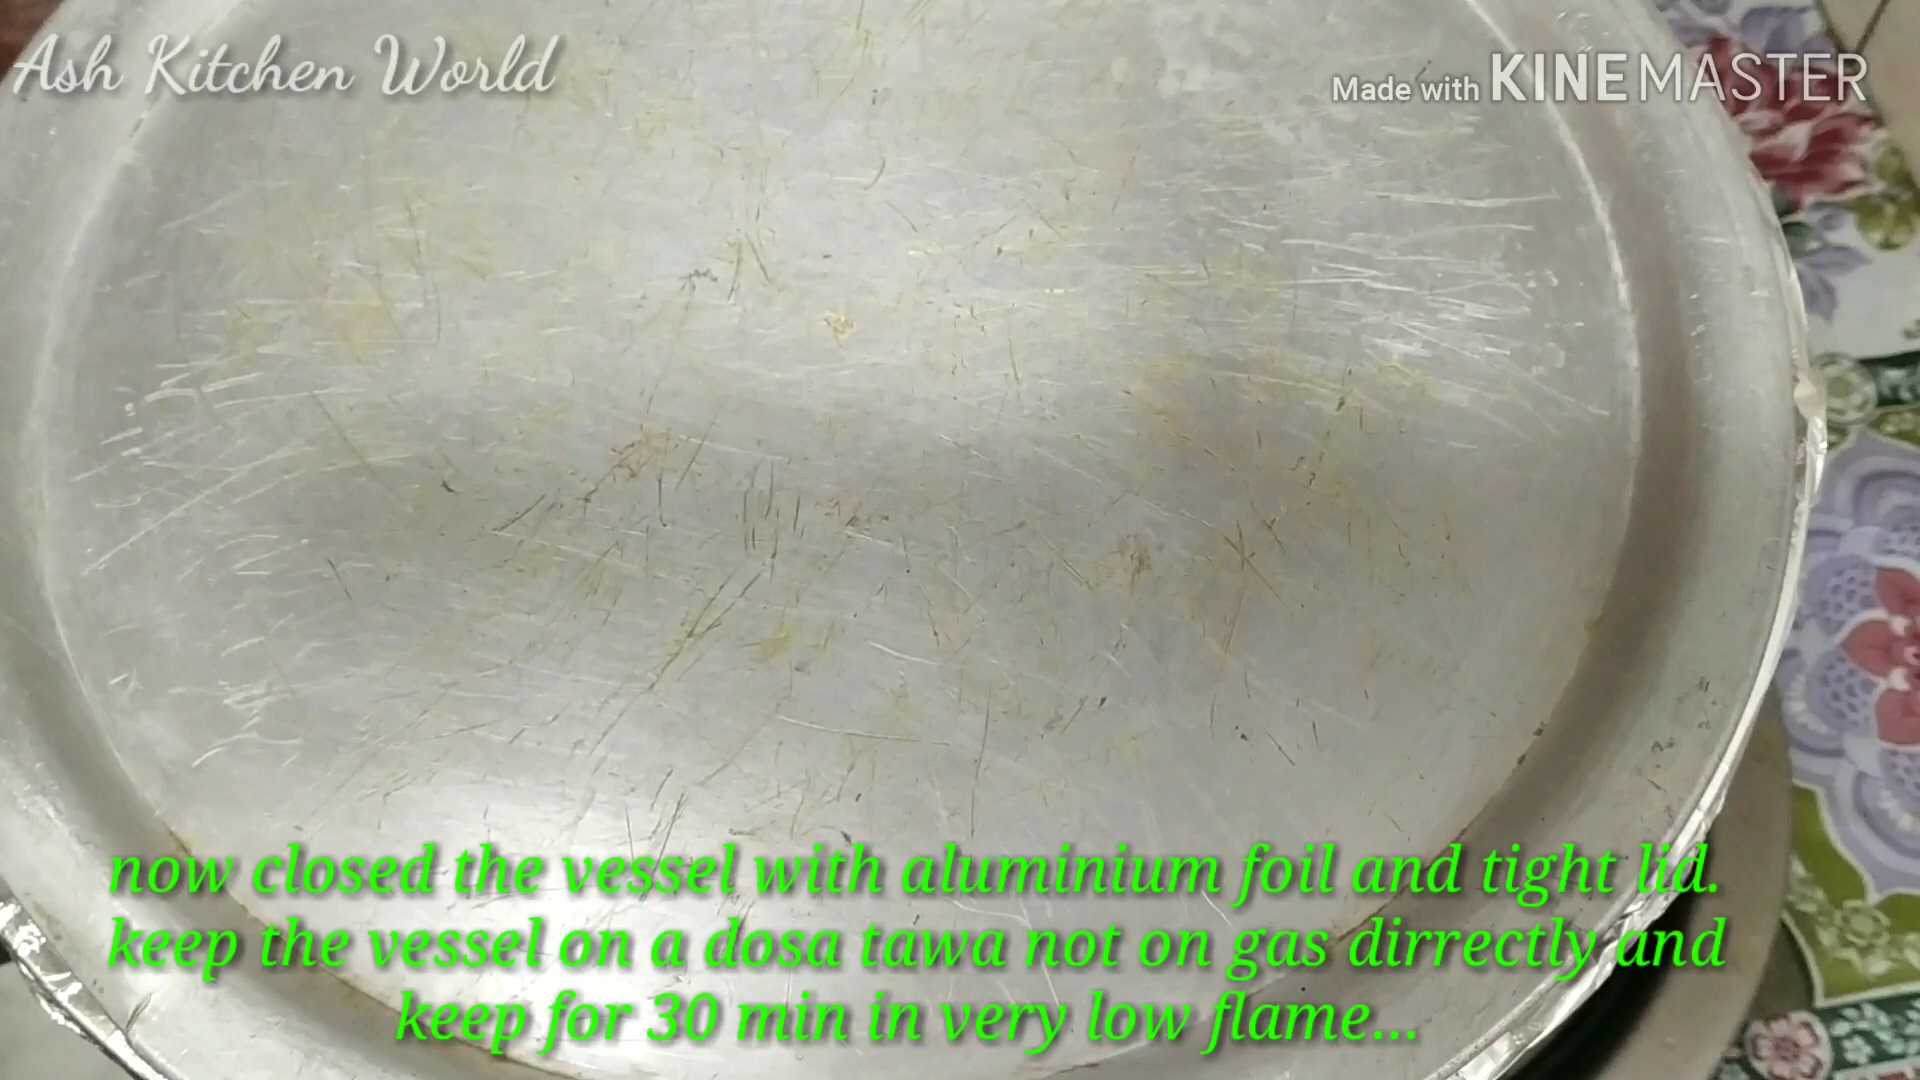 Ash Kitchen World
Made with KINEMASTER
now closed the vessel with aluminium foil and tight lid.
keep the vessel on a dosa tawa not on gas dirrectly and
keep for 30 min in very low flame...